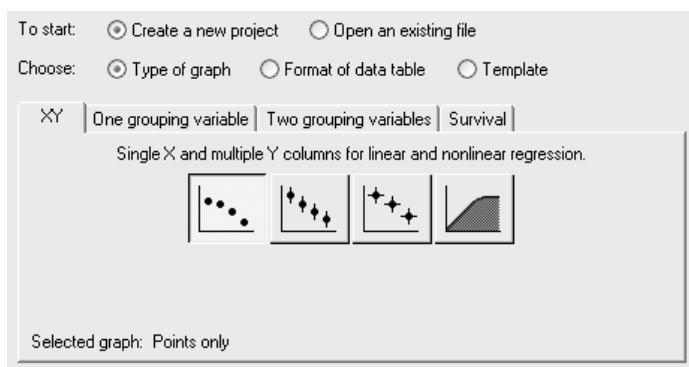 To start: Create a new project Open an existing file
Choose: Type of graph Format of data table Template
XY One grouping variable Two grouping variables Survival
Single X and multiple Y columns for linear and nonlinear regression.
Selected graph: Points only